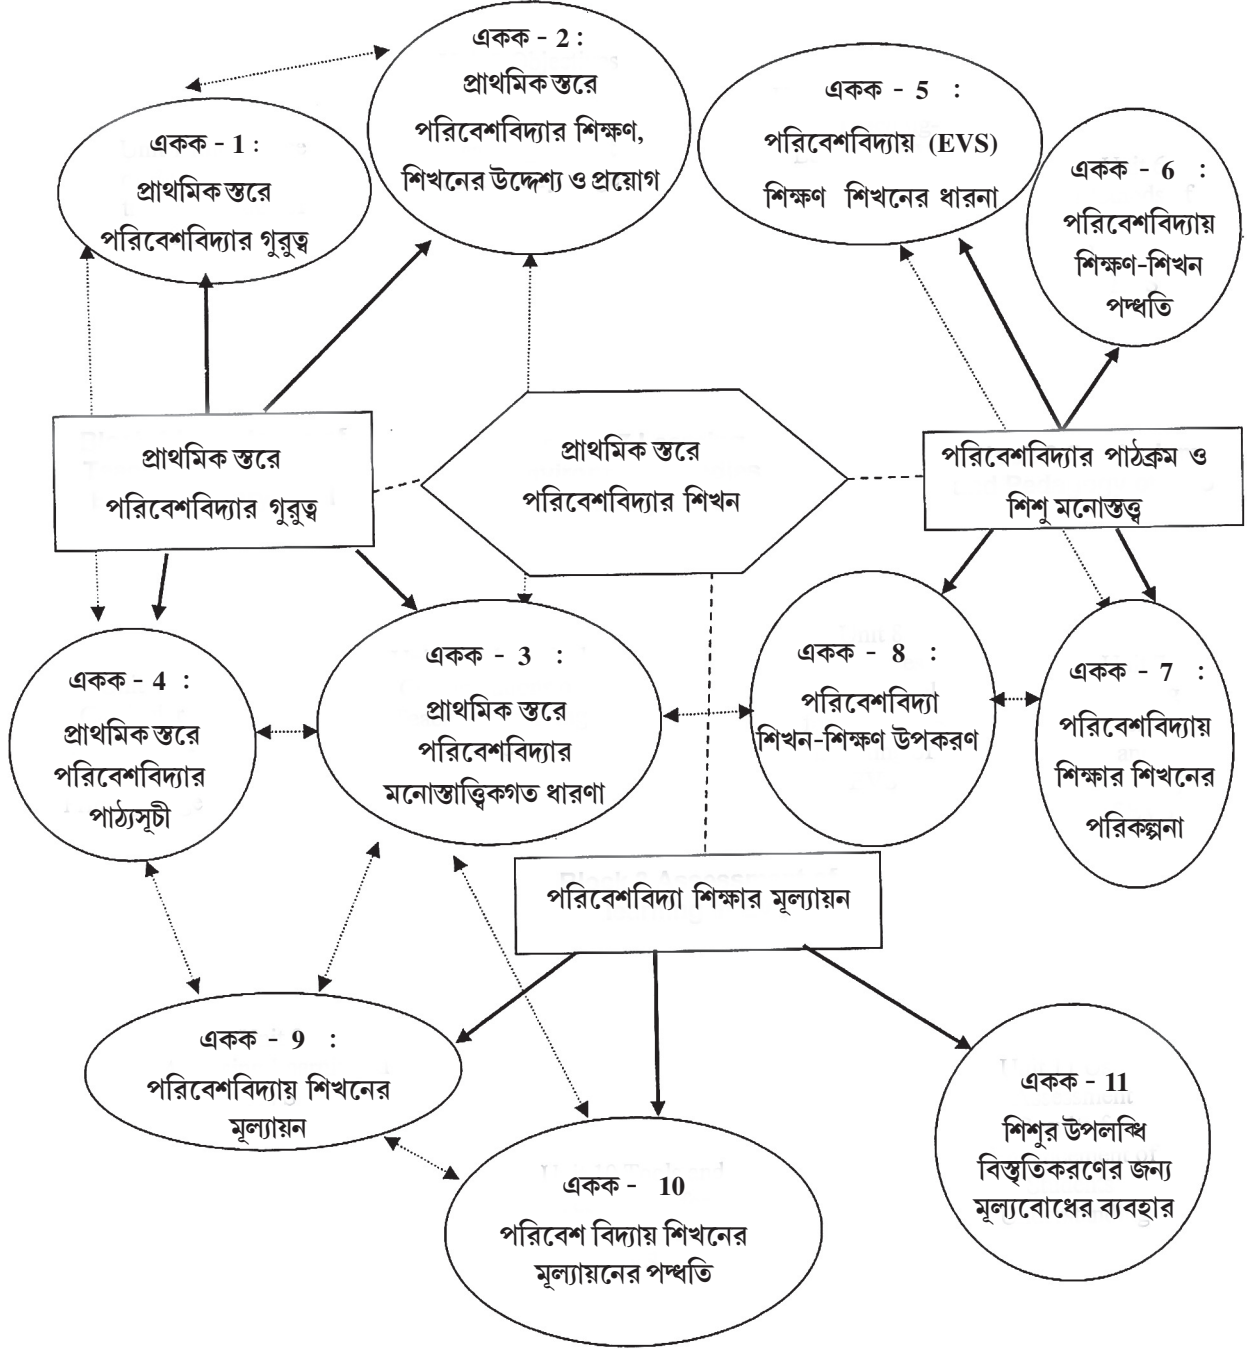 একক - 1 :
প্রাথমিক স্তরে
পরিবেশবিদ্যার গুরুত্ব
একক - 2 :
প্রাথমিক স্তরে
পরিবেশবিদ্যার শিক্ষণ,
শিখনের উদ্দেশ্য ও প্রয়োগ
একক - 5 :
পরিবেশবিদ্যায় (EVS)
শিক্ষণ শিখনের ধারনা
একক - 6 :
পরিবেশবিদ্যায়
শিক্ষণ-শিখন
পদ্ধতি
প্রাথমিক স্তরে
পরিবেশবিদ্যার গুরুত্ব
প্রাথমিক স্তরে
পরিবেশবিদ্যার শিখন
পরিবেশবিদ্যার পাঠক্রম ও
শিশু মনোস্তত্ত্ব
একক - 4 :
প্রাথমিক স্তরে
পরিবেশবিদ্যার
পাঠ্যসূচী
একক - 3 :
প্রাথমিক স্তরে
পরিবেশবিদ্যার
মনোস্তাত্ত্বিকগত ধারণা
একক - 8 :
পরিবেশবিদ্যা
শিখন-শিক্ষণ উপকরণ
একক - 7 :
পরিবেশবিদ্যায়
শিক্ষার শিখনের
পরিকল্পনা
পরিবেশবিদ্যা শিক্ষার মূল্যায়ন
একক - 9 :
পরিবেশবিদ্যায় শিখনের
মূল্যায়ন
একক - 10
পরিবেশ বিদ্যায় শিখনের
মূল্যায়নের পদ্ধতি
একক - 11
শিশুর উপলব্ধি
বিস্তৃতিকরণের জন্য
মূল্যবোধের ব্যবহার